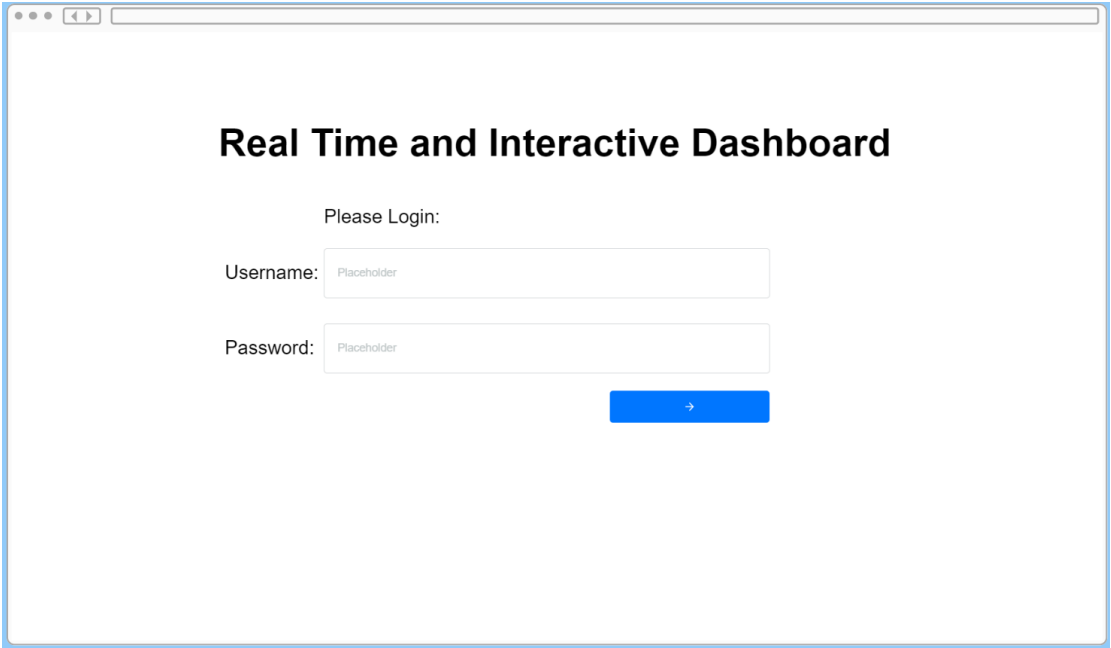 Real Time and Interactive Dashboard
Please Login:
Username: Placeholder
Password: Placeholder